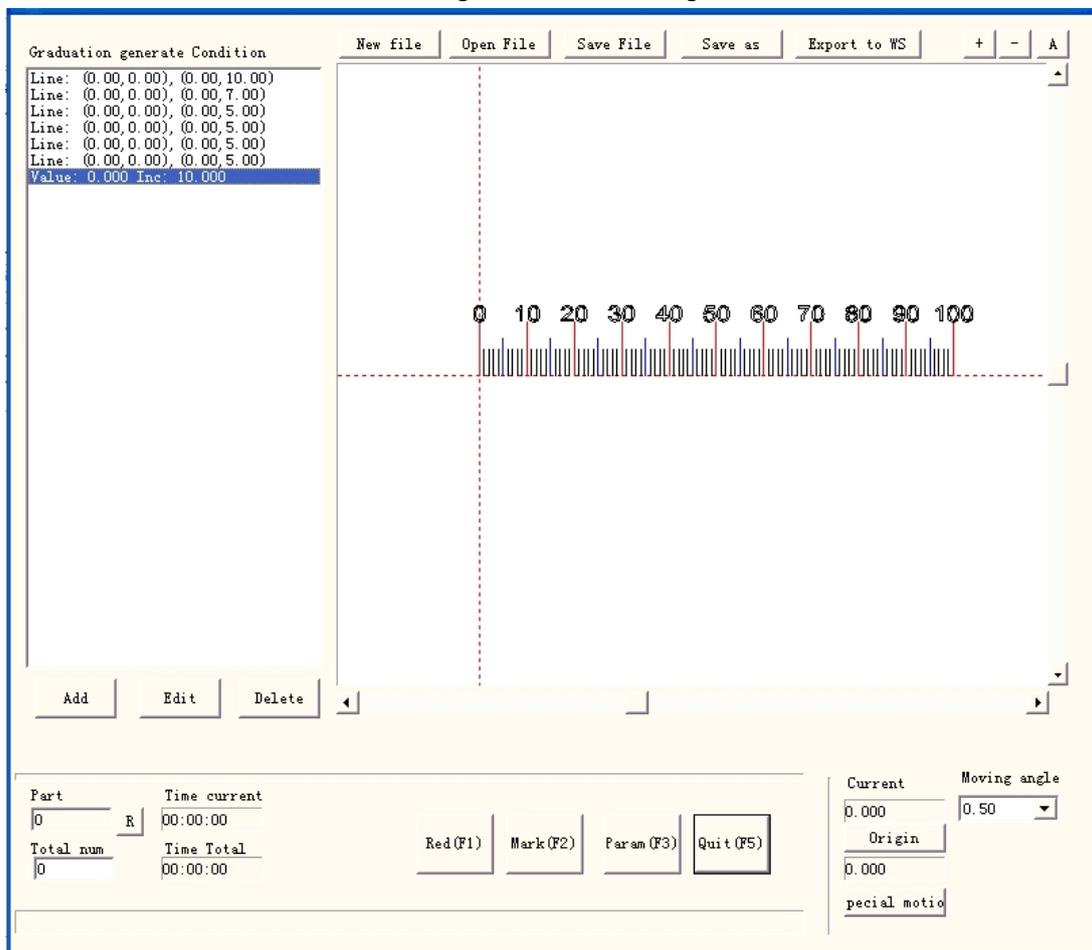 Graduation generate Condition
New file Open File Save File Save as Export to WS + - A
Line: (0.00,0.00), (0.00,10.00)
Line: (0.00,0.00), (0.00,7.00)
Line: (0.00,0.00), (0.00,5.00)
Line: (0.00,0.00), (0.00,5.00)
Line: (0.00,0.00), (0.00,5.00)
Line: (0.00,0.00), (0.00,5.00)
Value: 0.000 Inc: 10.000
0 10 20 30 40 50 60 70 80 90 100
Add Edit Delete
Part Time current
0 R 00:00:00
Total num Time Total
0 00:00:00
Red(F1) Mark(F2) Param(F3) Quit(F5)
Current Moving angle
0.000 0.50
Origin
0.000
pecial motio